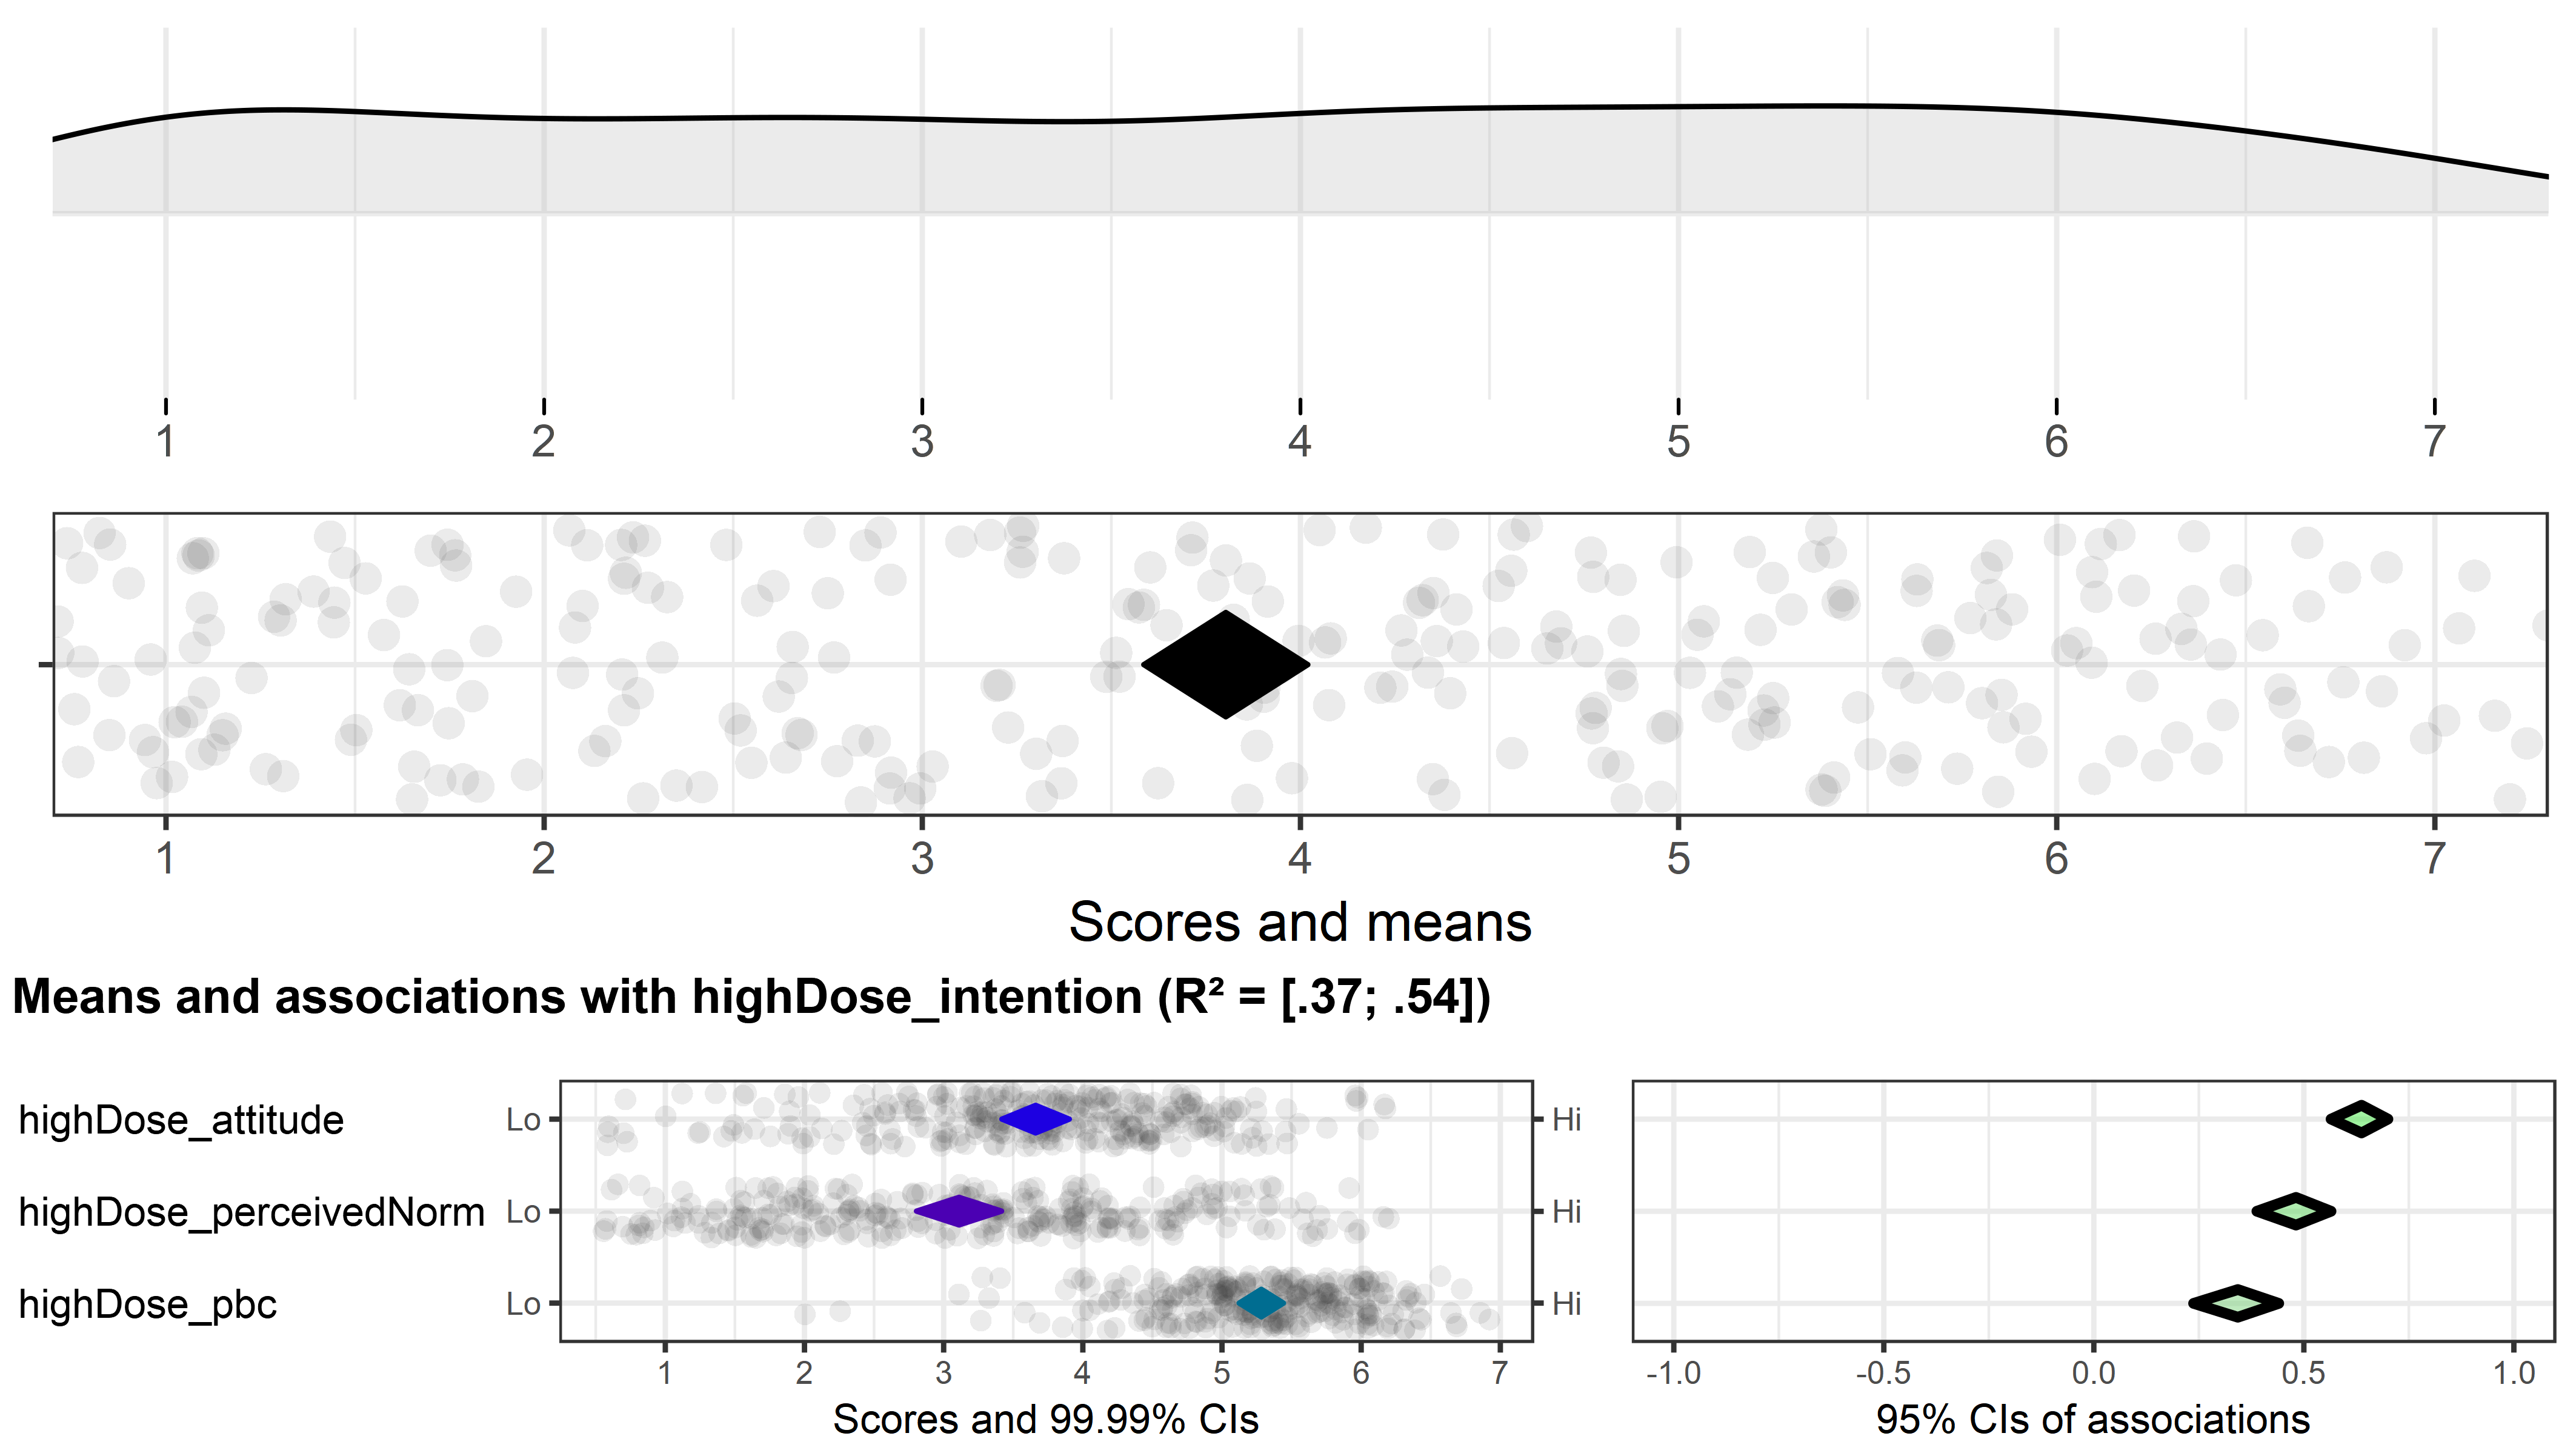 1 2 3 4 5 6 7
1 2 3 4 5 6 7
Scores and means
Means and associations with highDose_intention (R² = [.37; .54])
highDose_attitude Lo Hi
highDose_perceivedNorm Lo Hi
highDose_pbc Lo Hi
1 2 3 4 5 6 7 -1.0 -0.5 0.0 0.5 1.0
Scores and 99.99% CIs 95% CIs of associations